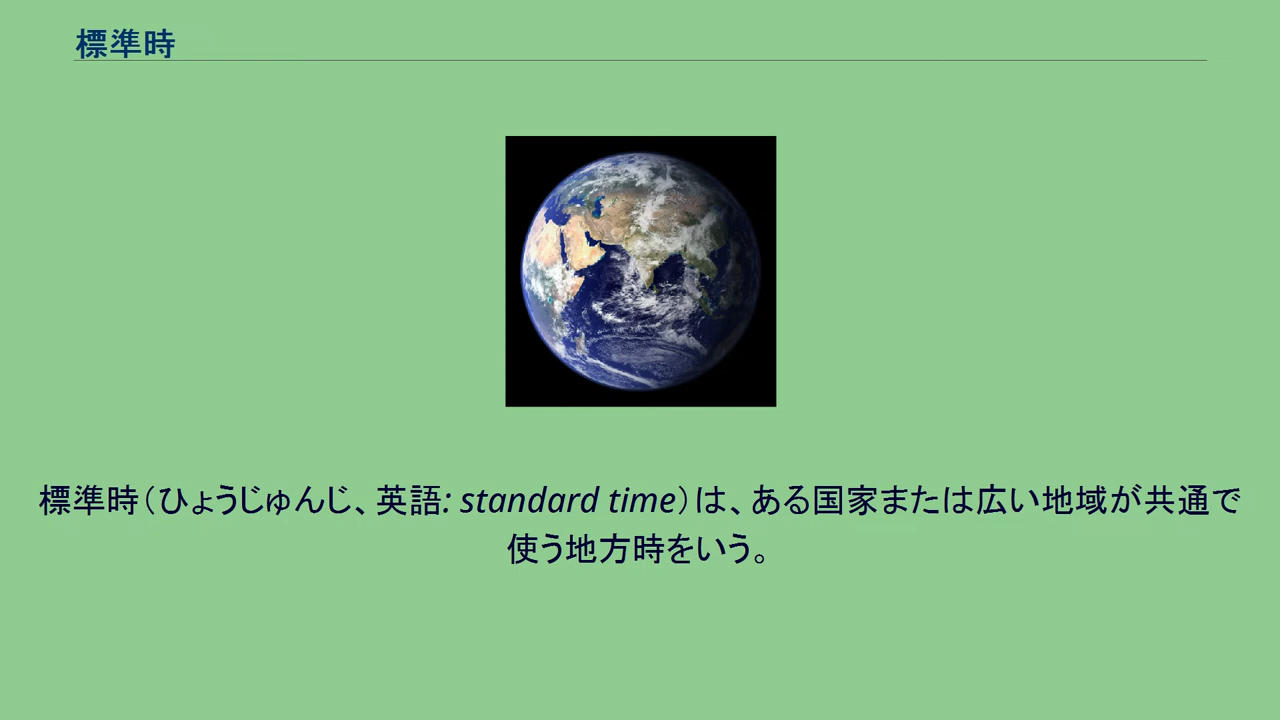 標準時
標準時（ひょうじゅんじ、英語: standard time）は、ある国家または広い地域が共通で
使う地方時をいう。